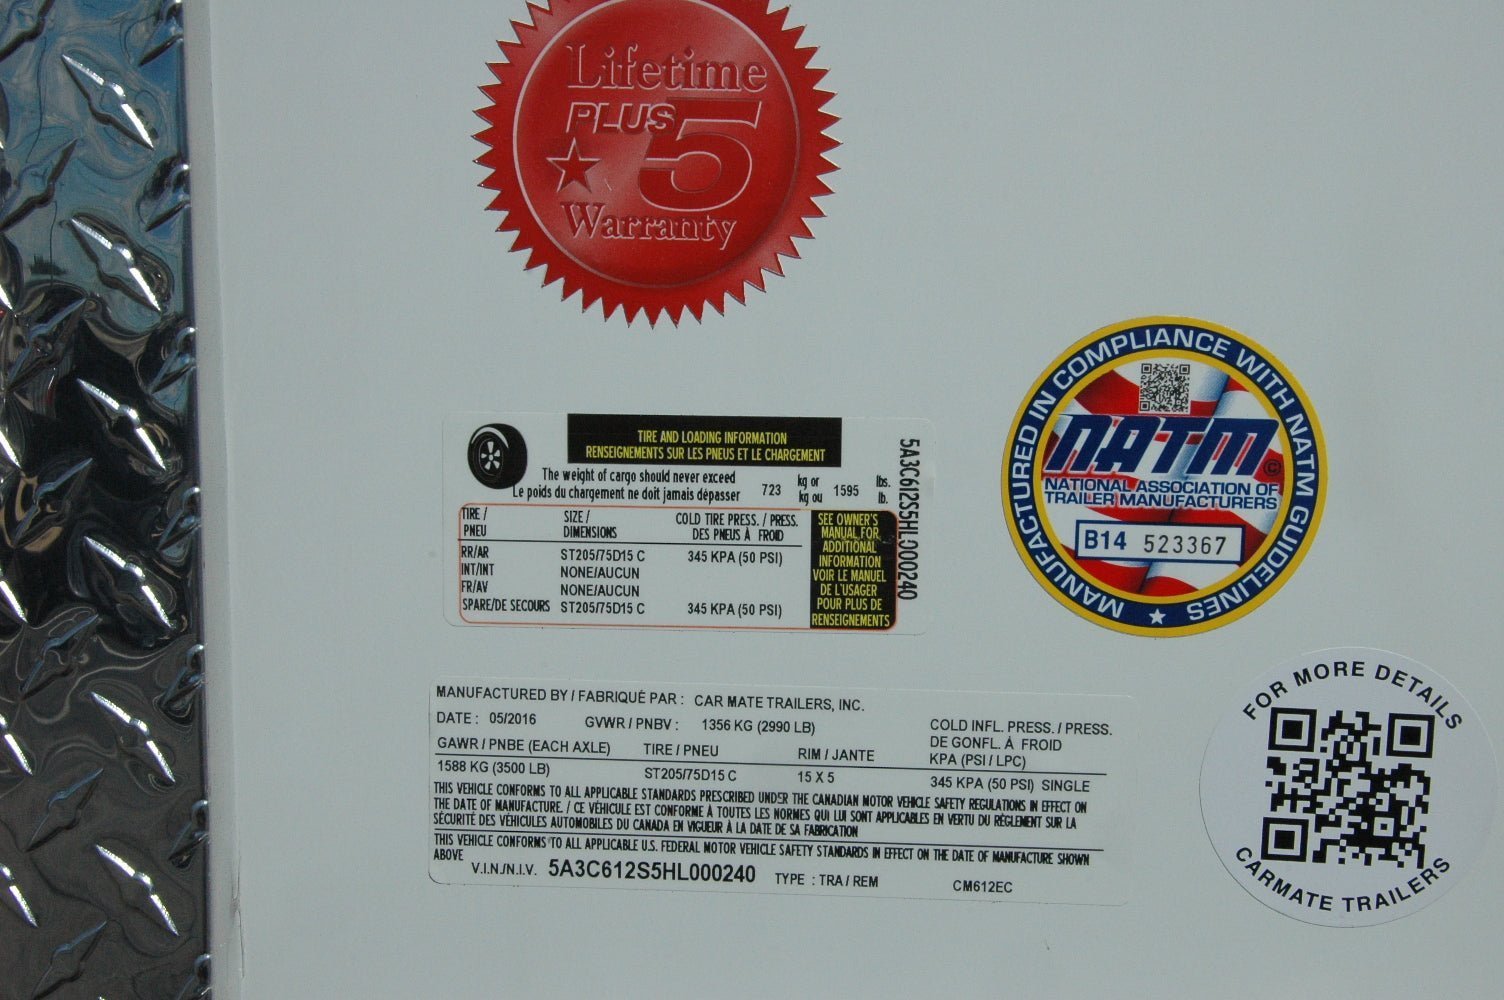 Lifetime
PLUS 5
Warranty
TIRE AND LOADING INFORMATION
RENSEIGNEMENTS SUR LES PNEUS ET LE CHARGEMENT
The weight of cargo should never exceed kg or lbs.
Le poids du chargement ne doit jamais dépasser 723 kg ou 1595 lb.
TIRE / SIZE / COLD TIRE PRESS. / PRESS.
PNEU DIMENSIONS DES PNEUS À FROID
RR/AR ST205/75D15 C 345 KPA (50 PSI)
INT/INT NONE/AUCUN
FR/AV NONE/AUCUN
SPARE/DE SECOURS ST205/75D15 C 345 KPA (50 PSI)
SEE OWNER'S
MANUAL FOR
ADDITIONAL
INFORMATION
VOIR LE MANUEL
DE L'USAGER
POUR PLUS DE
RENSEIGNEMENTS
5A3C612S5HL000240
MANUFACTURED IN COMPLIANCE WITH NATM GUIDELINES
NATM ©
NATIONAL ASSOCIATION OF
TRAILER MANUFACTURERS
B14 523367
MANUFACTURED BY / FABRIQUÉ PAR : CAR MATE TRAILERS, INC.
DATE : 05/2016 GVWR / PNBV : 1356 KG (2990 LB)
COLD INFL. PRESS. / PRESS.
DE GONFL. À FROID
KPA (PSI / LPC)
GAWR / PNBE (EACH AXLE) TIRE / PNEU RIM / JANTE
1588 KG (3500 LB) ST205/75D15 C 15 X 5 345 KPA (50 PSI) SINGLE
THIS VEHICLE CONFORMS TO ALL APPLICABLE STANDARDS PRESCRIBED UNDER THE CANADIAN MOTOR VEHICLE SAFETY REGULATIONS IN EFFECT ON
THE DATE OF MANUFACTURE. / CE VÉHICULE EST CONFORME À TOUTES LES NORMES QUI LUI SONT APPLICABLES EN VERTU DU RÈGLEMENT SUR LA
SÉCURITÉ DES VÉHICULES AUTOMOBILES DU CANADA EN VIGUEUR À LA DATE DE SA FABRICATION
THIS VEHICLE CONFORMS TO ALL APPLICABLE U.S. FEDERAL MOTOR VEHICLE SAFETY STANDARDS IN EFFECT ON THE DATE OF MANUFACTURE SHOWN
ABOVE
V.I.N./N.I.V. 5A3C612S5HL000240 TYPE : TRA / REM CM612EC
FOR MORE DETAILS
CARMATE TRAILERS